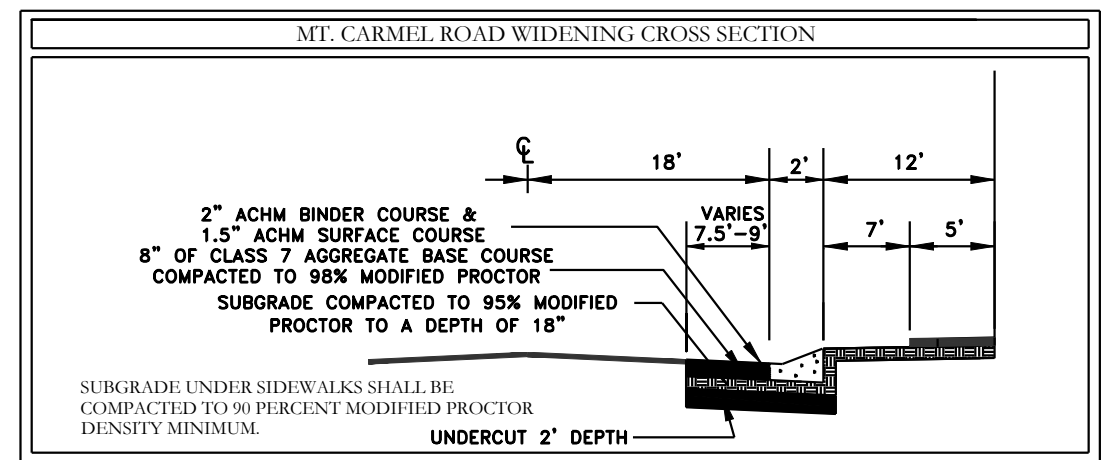 MT. CARMEL ROAD WIDENING CROSS SECTION
℄
18'
2'
12'
2" ACHM BINDER COURSE &
1.5" ACHM SURFACE COURSE
8" OF CLASS 7 AGGREGATE BASE COURSE
COMPACTED TO 98% MODIFIED PROCTOR
SUBGRADE COMPACTED TO 95% MODIFIED
PROCTOR TO A DEPTH OF 18"
VARIES
7.5'-9'
7'
5'
SUBGRADE UNDER SIDEWALKS SHALL BE
COMPACTED TO 90 PERCENT MODIFIED PROCTOR
DENSITY MINIMUM.
UNDERCUT 2' DEPTH